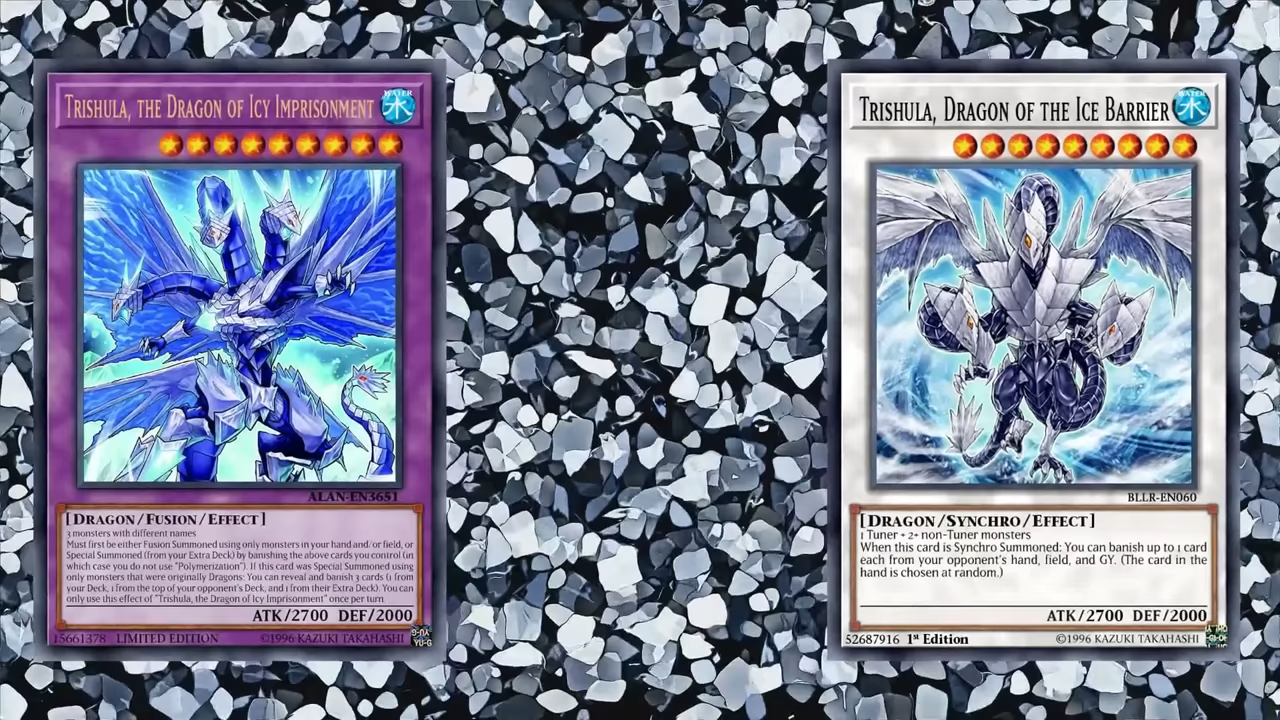 TRISHULA, THE DRAGON OF ICY IMPRISONMENT
WATER
水
ALAN-EN3651
[DRAGON/FUSION/EFFECT]
3 monsters with different names
Must first be either Fusion Summoned using only monsters in your hand and/or field, or
Special Summoned (from your Extra Deck) by banishing the above cards you control (in
which case you do not use "Polymerization"). If this card was Special Summoned using
only monsters that were originally Dragons: You can reveal and banish 3 cards (1 from
your Deck, 1 from the top of your opponent's Deck, and 1 from their Extra Deck). You can
only use this effect of "Trishula, the Dragon of Icy Imprisonment" once per turn
ATK/2700 DEF/2000
15661378 LIMITED EDITION ©1996 KAZUKI TAKAHASHI
TRISHULA, DRAGON OF THE ICE BARRIER
WATER
水
BLLR-EN060
[DRAGON/SYNCHRO/EFFECT]
1 Tuner + 2+ non-Tuner monsters
When this card is Synchro Summoned: You can banish up to 1 card
each from your opponent's hand, field, and GY. (The card in the
hand is chosen at random.)
ATK/2700 DEF/2000
52687916 1st Edition ©1996 KAZUKI TAKAHASHI